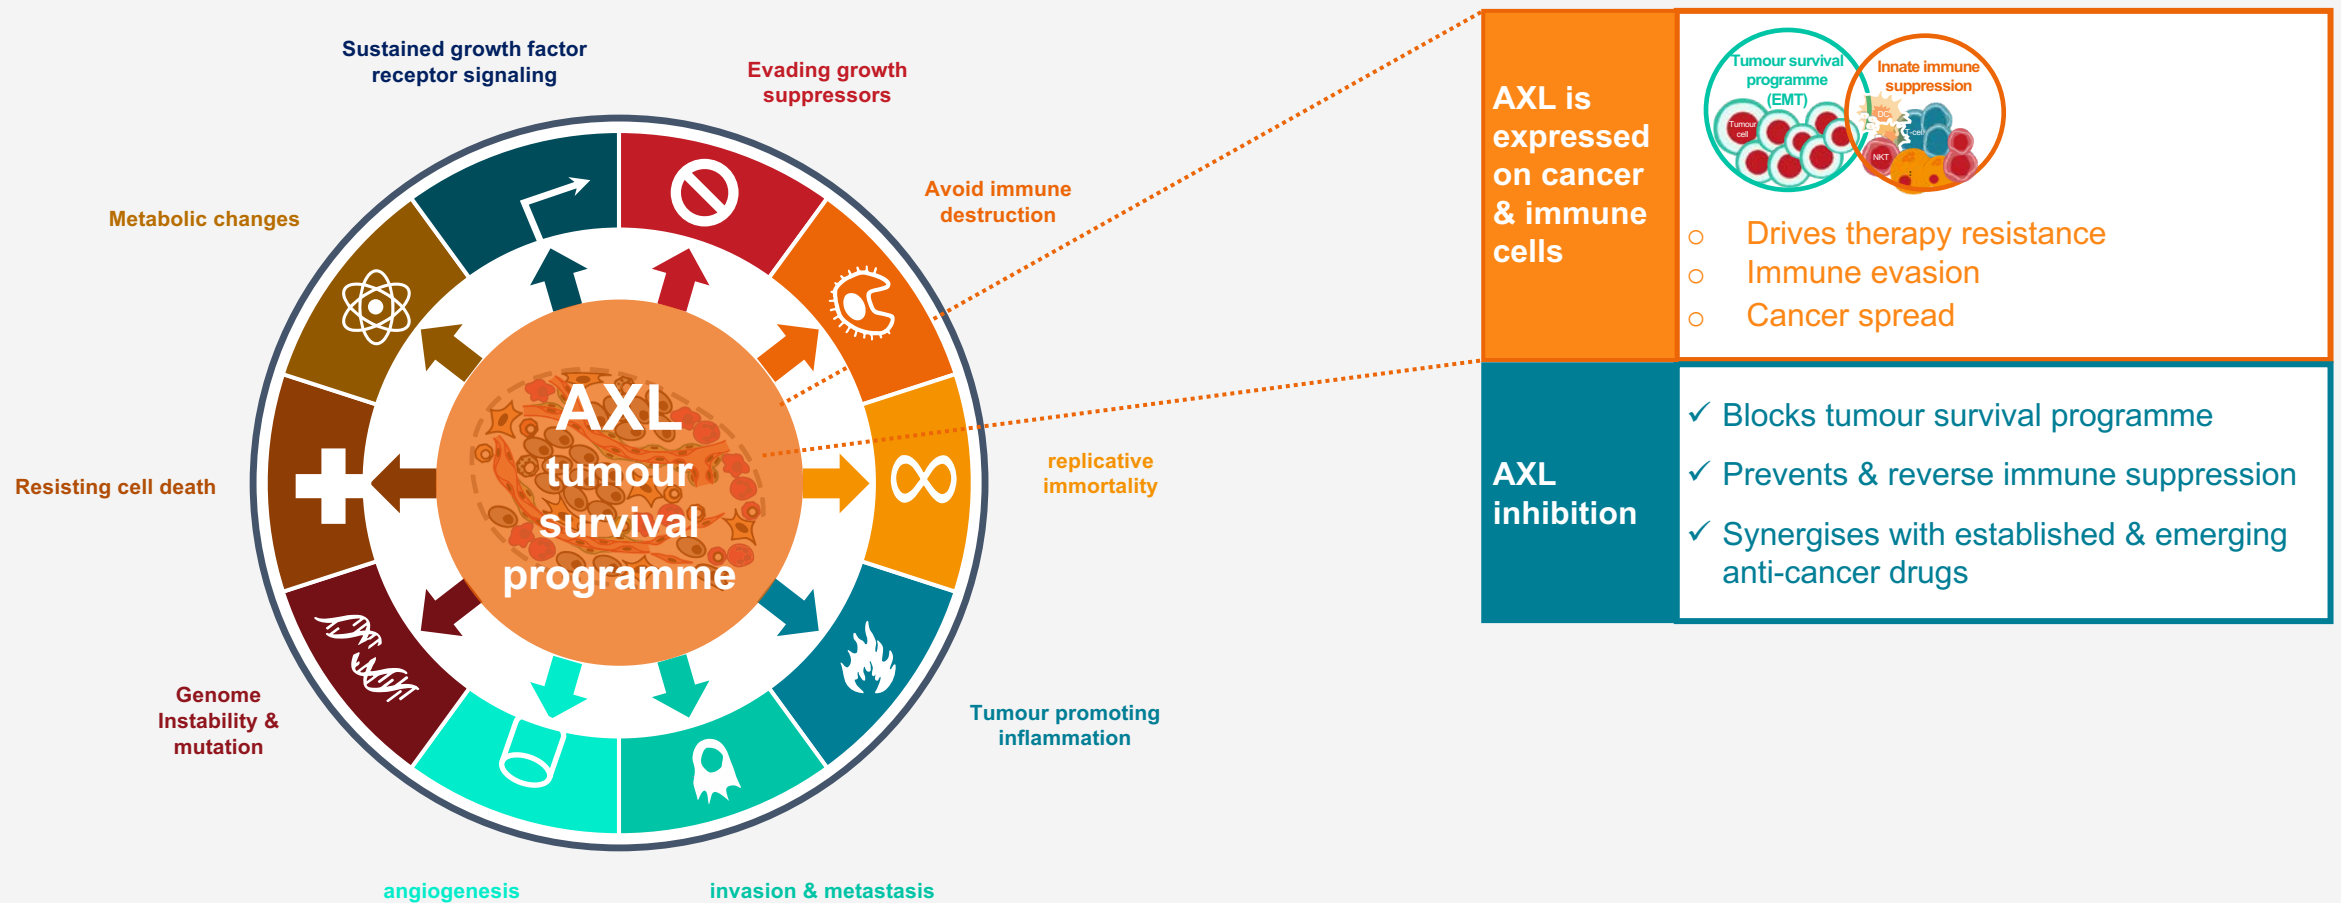 Sustained growth factor
receptor signaling
Evading growth
suppressors
Avoid immune
destruction
Metabolic changes
replicative
immortality
Resisting cell death
Genome
Instability &
mutation
Tumour promoting
inflammation
angiogenesis
invasion & metastasis
AXL
tumour
survival
programme
AXL is
expressed
on cancer
& immune
cells
Tumour survival
programme
(EMT)
Tumour
cell
Innate immune
suppression
DC
T-cell
NKT
Drives therapy resistance
Immune evasion
Cancer spread
AXL
inhibition
Blocks tumour survival programme
Prevents & reverse immune suppression
Synergises with established & emerging
anti-cancer drugs